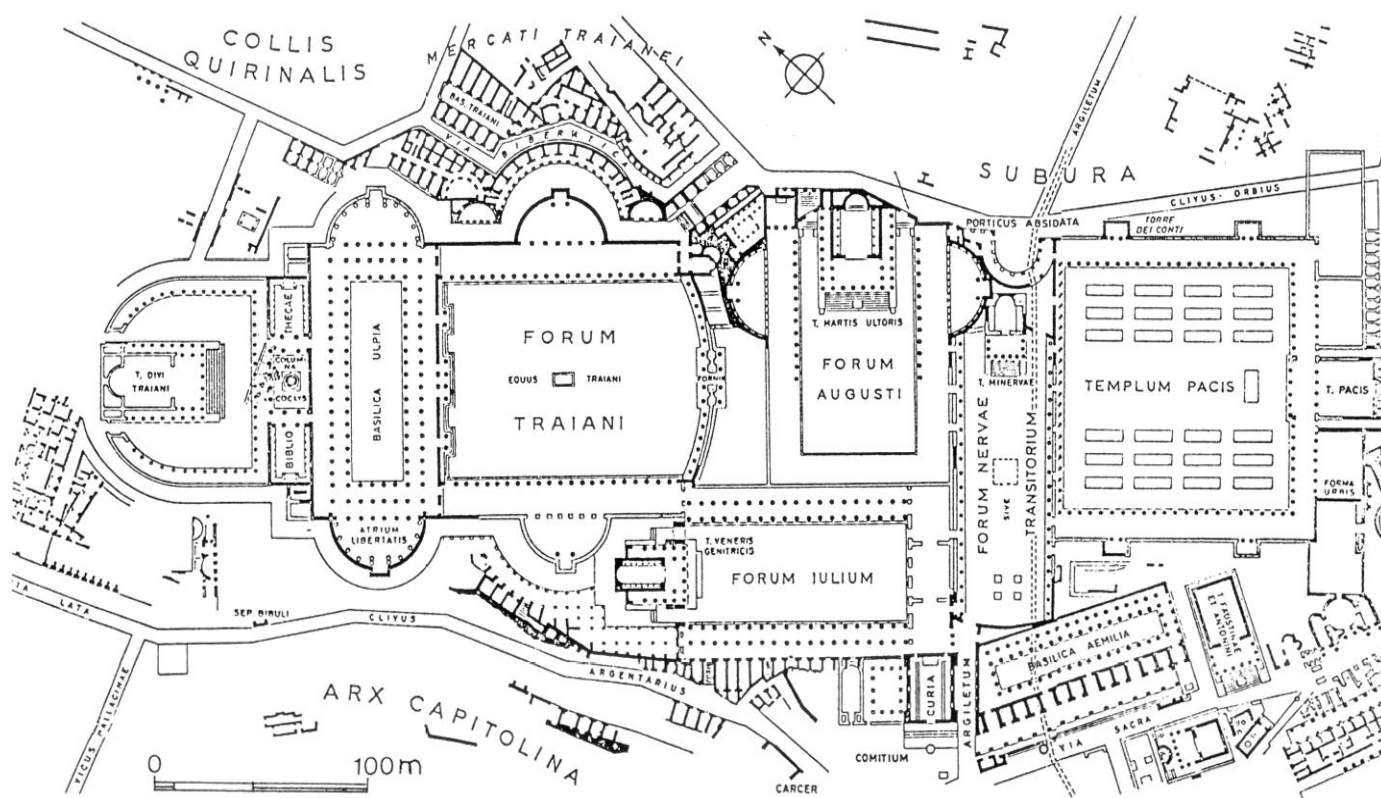 COLLIS
QUIRINALIS
MERCATI TRAIANEI
N
BAS. TRAIANI
VIA BIBERATIC
SUBURA
ARGILETUM
CLIVUS-ORBIUS
PORTICUS ABSIDATA
TORRE
DEI CONTI
THECAE
COLUM-
NA
COCLYS
BIBLIO
T. DIVI
TRAIANI
BASILICA ULPIA
ATRIUM
LIBERTATIS
FORUM
EQUUS TRAIANI
TRAIANI
FORNIX
T. MARTIS ULTORIS
FORUM
AUGUSTI
T. MINERVAE
FORUM NERVAE
SIVE
TRANSITORIUM
TEMPLUM PACIS
T. PACIS
FORMA
URBIS
T. VENERIS
GENITRICIS
FORUM IULIUM
BASILICA AEMILIA
T. FAUSTINAE
ET ANTONINI
VIA SACRA
CURIA
ARGILETUM
COMITIUM
CARCER
SEP. BIBULI
CLIVUS
ARGENTARIUS
LATA
VICUS PALLACINAE
ARX CAPITOLINA
0 100m